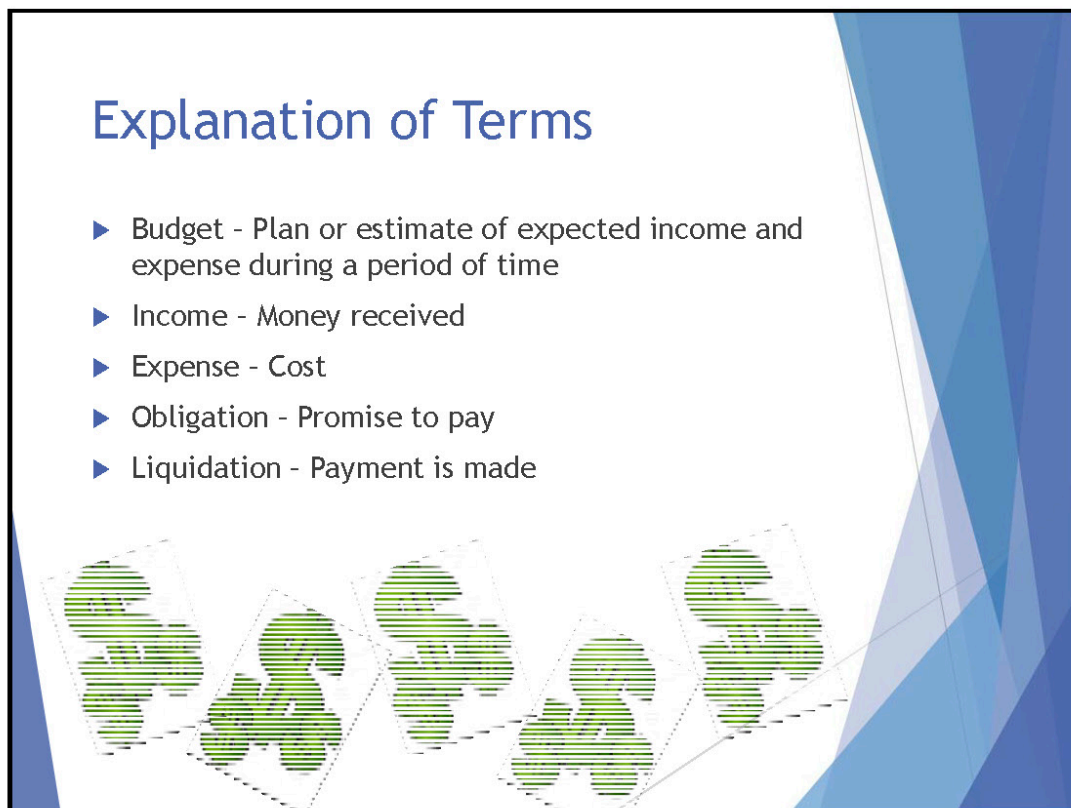 Explanation of Terms
Budget – Plan or estimate of expected income and
expense during a period of time
Income – Money received
Expense – Cost
Obligation – Promise to pay
Liquidation – Payment is made